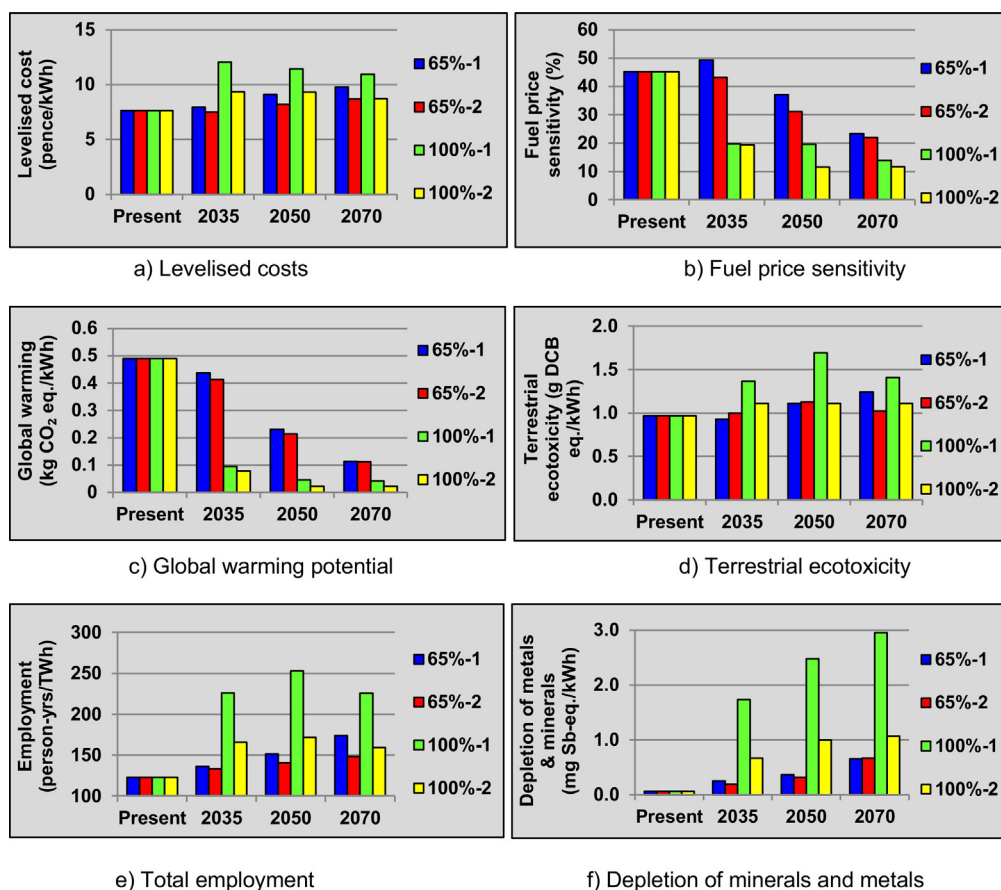 Levelised cost
(pence/kWh)
15
10
5
0
Present 2035 2050 2070
65%-1
65%-2
100%-1
100%-2
a) Levelised costs
Fuel price
sensitivity (%)
60
50
40
30
20
10
0
Present 2035 2050 2070
65%-1
65%-2
100%-1
100%-2
b) Fuel price sensitivity
Global warming
(kg CO₂ eq./kWh)
0.6
0.5
0.4
0.3
0.2
0.1
0
Present 2035 2050 2070
65%-1
65%-2
100%-1
100%-2
c) Global warming potential
Terrestrial
ecotoxicity (g DCB
eq./kWh)
2.0
1.5
1.0
0.5
0.0
Present 2035 2050 2070
65%-1
65%-2
100%-1
100%-2
d) Terrestrial ecotoxicity
Employment
(person-yrs/TWh)
300
250
200
150
100
Present 2035 2050 2070
65%-1
65%-2
100%-1
100%-2
e) Total employment
Depletion of metals
& minerals
(mg Sb-eq./kWh)
3.0
2.0
1.0
0.0
Present 2035 2050 2070
65%-1
65%-2
100%-1
100%-2
f) Depletion of minerals and metals